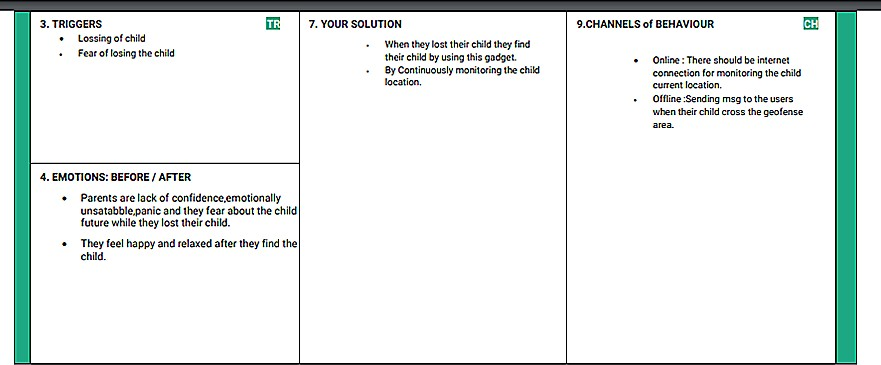 3. TRIGGERS
TR
Lossing of child
Fear of losing the child
4. EMOTIONS: BEFORE / AFTER
Parents are lack of confidence,emotionally
unsatabble,panic and they fear about the child
future while they lost their child.
They feel happy and relaxed after they find the
child.
7. YOUR SOLUTION
When they lost their child they find
their child by using this gadget.
By Continuously monitoring the child
location.
9.CHANNELS of BEHAVIOUR
CH
Online : There should be internet
connection for monitoring the child
current location.
Offline :Sending msg to the users
when their child cross the geofense
area.